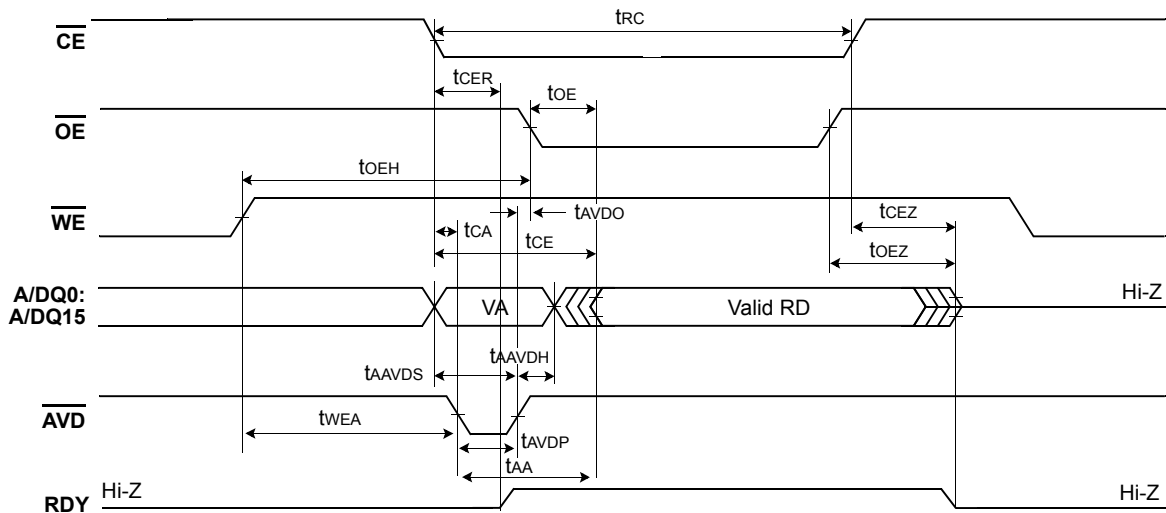 CE
tRC
tCER
tOE
OE
tOEH
WE
tAVDO
tCA
tCE
tCEZ
tOEZ
A/DQ0:
A/DQ15
VA
Valid RD
Hi-Z
tAAVDH
tAAVDS
AVD
tWEA
tAVDP
tAA
Hi-Z
RDY
Hi-Z